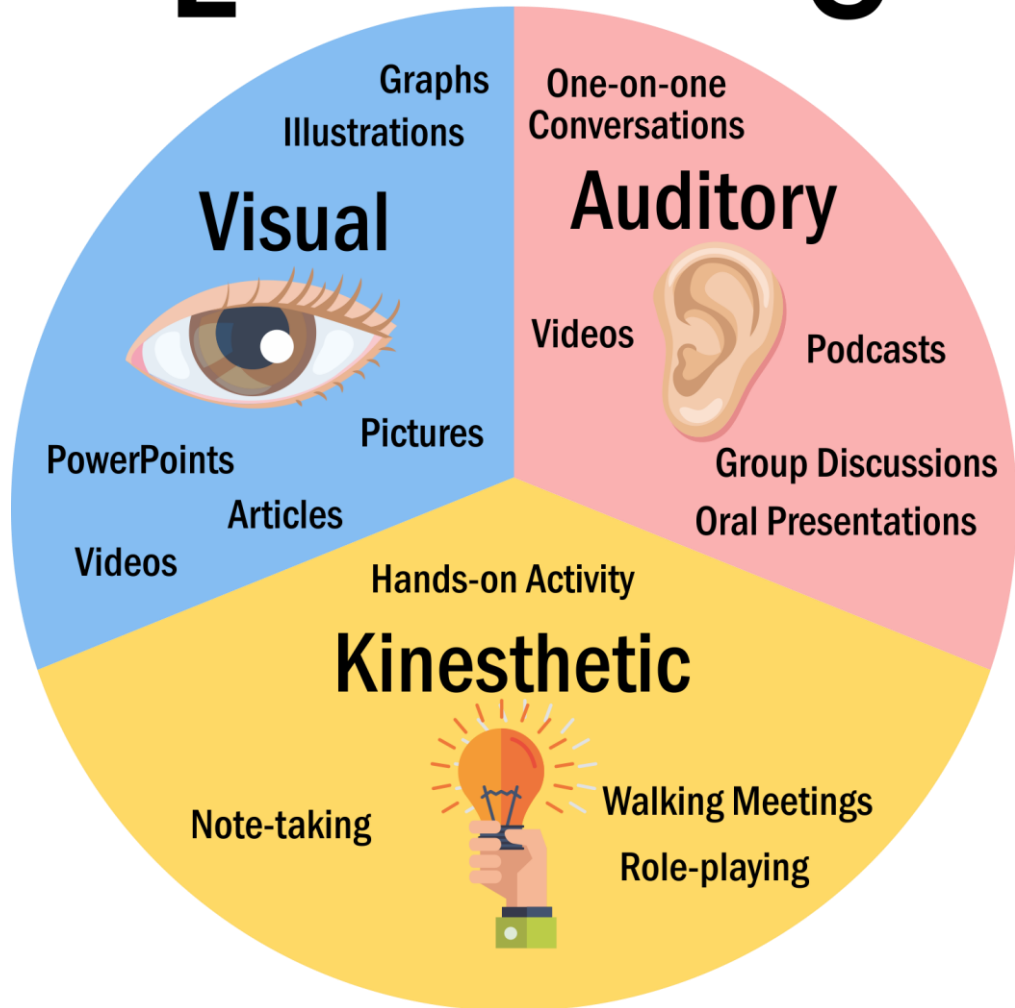 Graphs
Illustrations
Visual
Pictures
PowerPoints
Articles
Videos
One-on-one
Conversations
Auditory
Videos
Podcasts
Group Discussions
Oral Presentations
Hands-on Activity
Kinesthetic
Note-taking
Walking Meetings
Role-playing